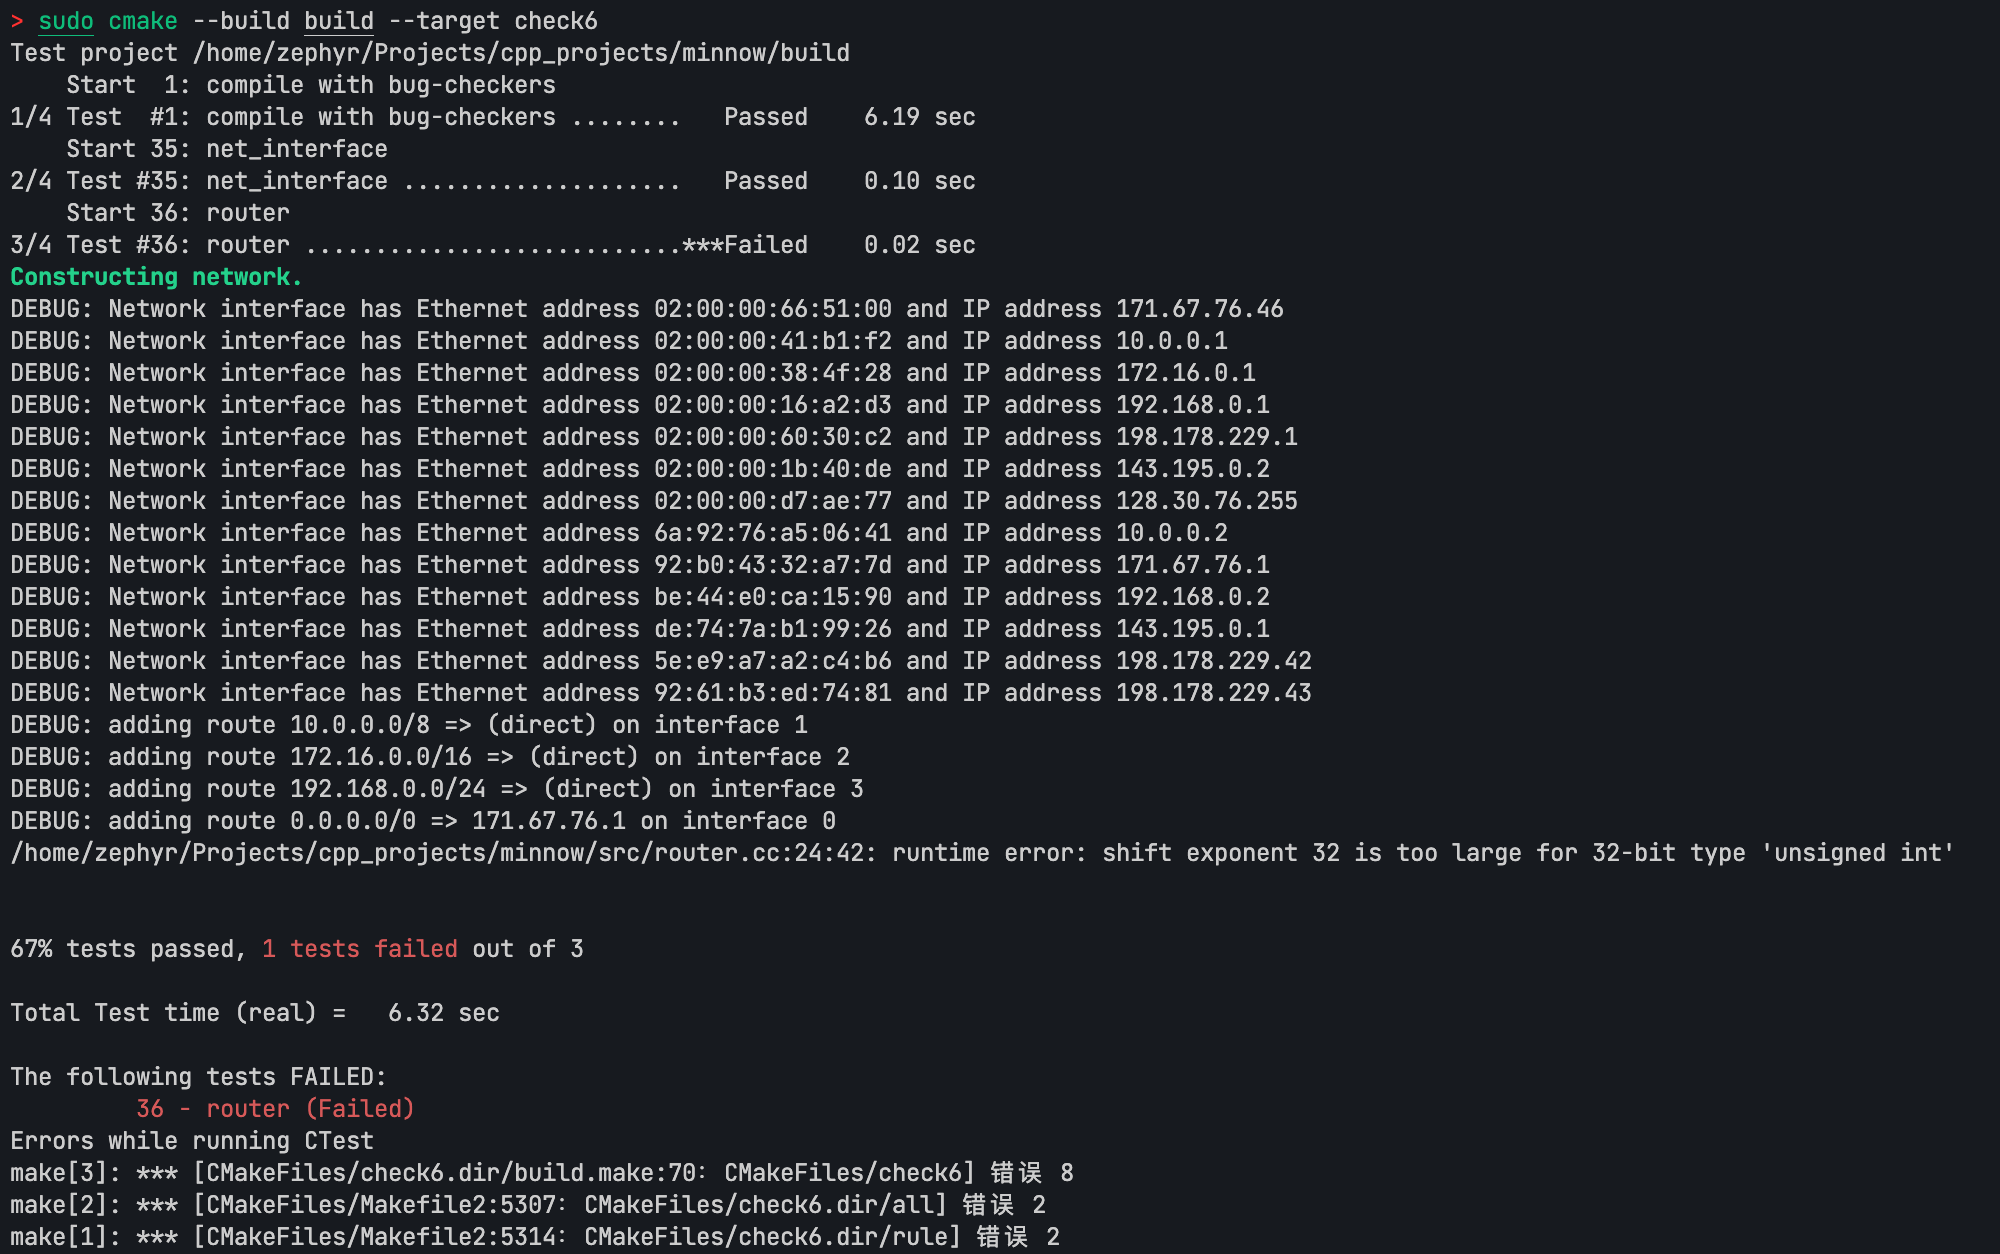 > sudo cmake --build build --target check6
Test project /home/zephyr/Projects/cpp_projects/minnow/build
    Start  1: compile with bug-checkers
1/4 Test  #1: compile with bug-checkers ........   Passed    6.19 sec
    Start 35: net_interface
2/4 Test #35: net_interface ....................   Passed    0.10 sec
    Start 36: router
3/4 Test #36: router ...........................***Failed    0.02 sec
Constructing network.
DEBUG: Network interface has Ethernet address 02:00:00:66:51:00 and IP address 171.67.76.46
DEBUG: Network interface has Ethernet address 02:00:00:41:b1:f2 and IP address 10.0.0.1
DEBUG: Network interface has Ethernet address 02:00:00:38:4f:28 and IP address 172.16.0.1
DEBUG: Network interface has Ethernet address 02:00:00:16:a2:d3 and IP address 192.168.0.1
DEBUG: Network interface has Ethernet address 02:00:00:60:30:c2 and IP address 198.178.229.1
DEBUG: Network interface has Ethernet address 02:00:00:1b:40:de and IP address 143.195.0.2
DEBUG: Network interface has Ethernet address 02:00:00:d7:ae:77 and IP address 128.30.76.255
DEBUG: Network interface has Ethernet address 6a:92:76:a5:06:41 and IP address 10.0.0.2
DEBUG: Network interface has Ethernet address 92:b0:43:32:a7:7d and IP address 171.67.76.1
DEBUG: Network interface has Ethernet address be:44:e0:ca:15:90 and IP address 192.168.0.2
DEBUG: Network interface has Ethernet address de:74:7a:b1:99:26 and IP address 143.195.0.1
DEBUG: Network interface has Ethernet address 5e:e9:a7:a2:c4:b6 and IP address 198.178.229.42
DEBUG: Network interface has Ethernet address 92:61:b3:ed:74:81 and IP address 198.178.229.43
DEBUG: adding route 10.0.0.0/8 => (direct) on interface 1
DEBUG: adding route 172.16.0.0/16 => (direct) on interface 2
DEBUG: adding route 192.168.0.0/24 => (direct) on interface 3
DEBUG: adding route 0.0.0.0/0 => 171.67.76.1 on interface 0
/home/zephyr/Projects/cpp_projects/minnow/src/router.cc:24:42: runtime error: shift exponent 32 is too large for 32-bit type 'unsigned int'
67% tests passed, 1 tests failed out of 3
Total Test time (real) =   6.32 sec
The following tests FAILED:
         36 - router (Failed)
Errors while running CTest
make[3]: *** [CMakeFiles/check6.dir/build.make:70：CMakeFiles/check6] 错误 8
make[2]: *** [CMakeFiles/Makefile2:5307：CMakeFiles/check6.dir/all] 错误 2
make[1]: *** [CMakeFiles/Makefile2:5314：CMakeFiles/check6.dir/rule] 错误 2